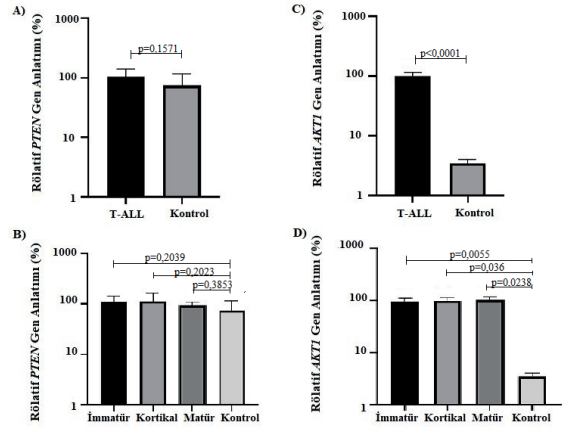 A)
Rölatif PTEN Gen Anlatımı (%)
1000
100
10
1
p=0,1571
T-ALL Kontrol
C)
Rölatif AKT1 Gen Anlatımı (%)
1000
100
10
1
p<0,0001
T-ALL Kontrol
B)
Rölatif PTEN Gen Anlatımı (%)
1000
100
10
1
p=0,2039
p=0,2023
p=0,3853
İmmatür Kortikal Matür Kontrol
D)
Rölatif AKT1 Gen Anlatımı (%)
1000
100
10
1
p=0,0055
p=0,036
p=0,0238
İmmatür Kortikal Matür Kontrol